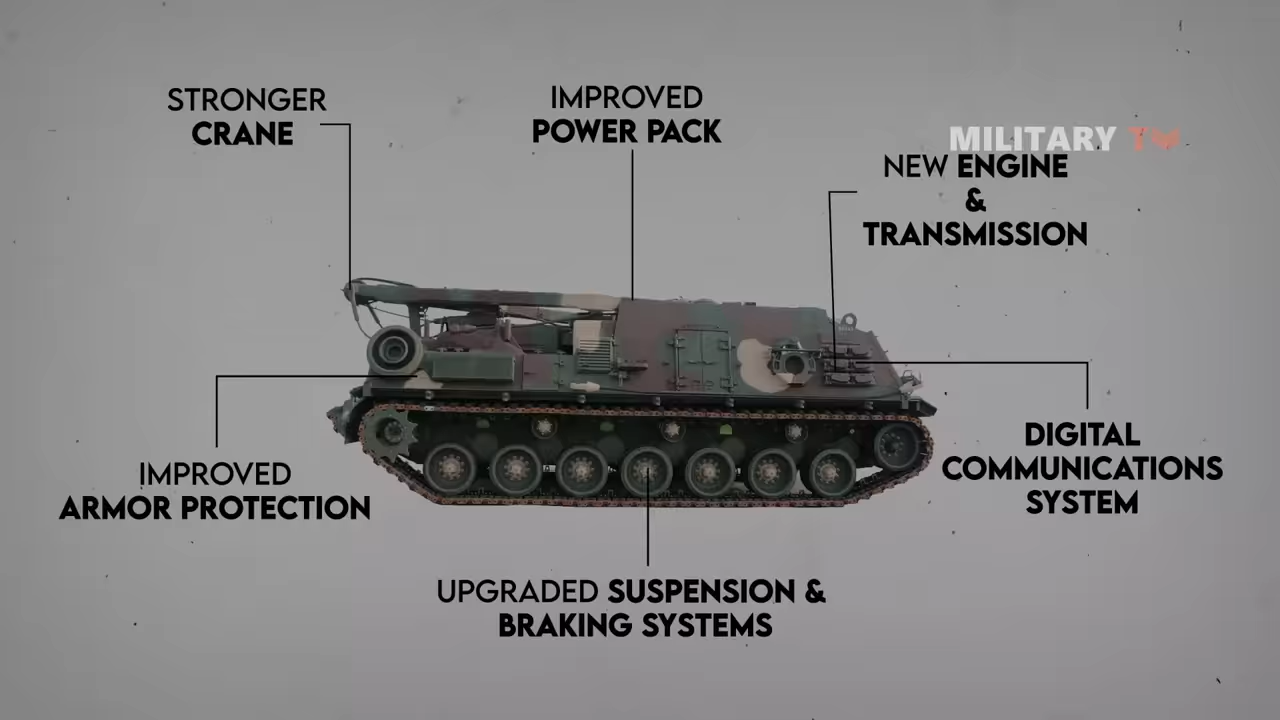 STRONGER
CRANE
IMPROVED
POWER PACK
MILITARY TV
NEW ENGINE
&
TRANSMISSION
IMPROVED
ARMOR PROTECTION
DIGITAL
COMMUNICATIONS
SYSTEM
UPGRADED SUSPENSION &
BRAKING SYSTEMS